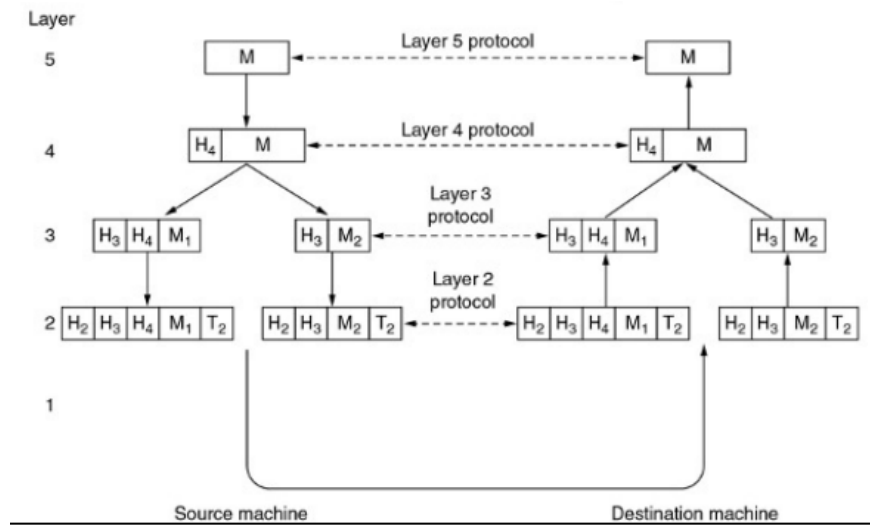 Layer
5 M Layer 5 protocol M
4 H₄ M Layer 4 protocol H₄ M
Layer 3
protocol
3 H₃ H₄ M₁ H₃ M₂ H₃ H₄ M₁ H₃ M₂
Layer 2
protocol
2 H₂ H₃ H₄ M₁ T₂ H₂ H₃ M₂ T₂ H₂ H₃ H₄ M₁ T₂ H₂ H₃ M₂ T₂
1
Source machine Destination machine